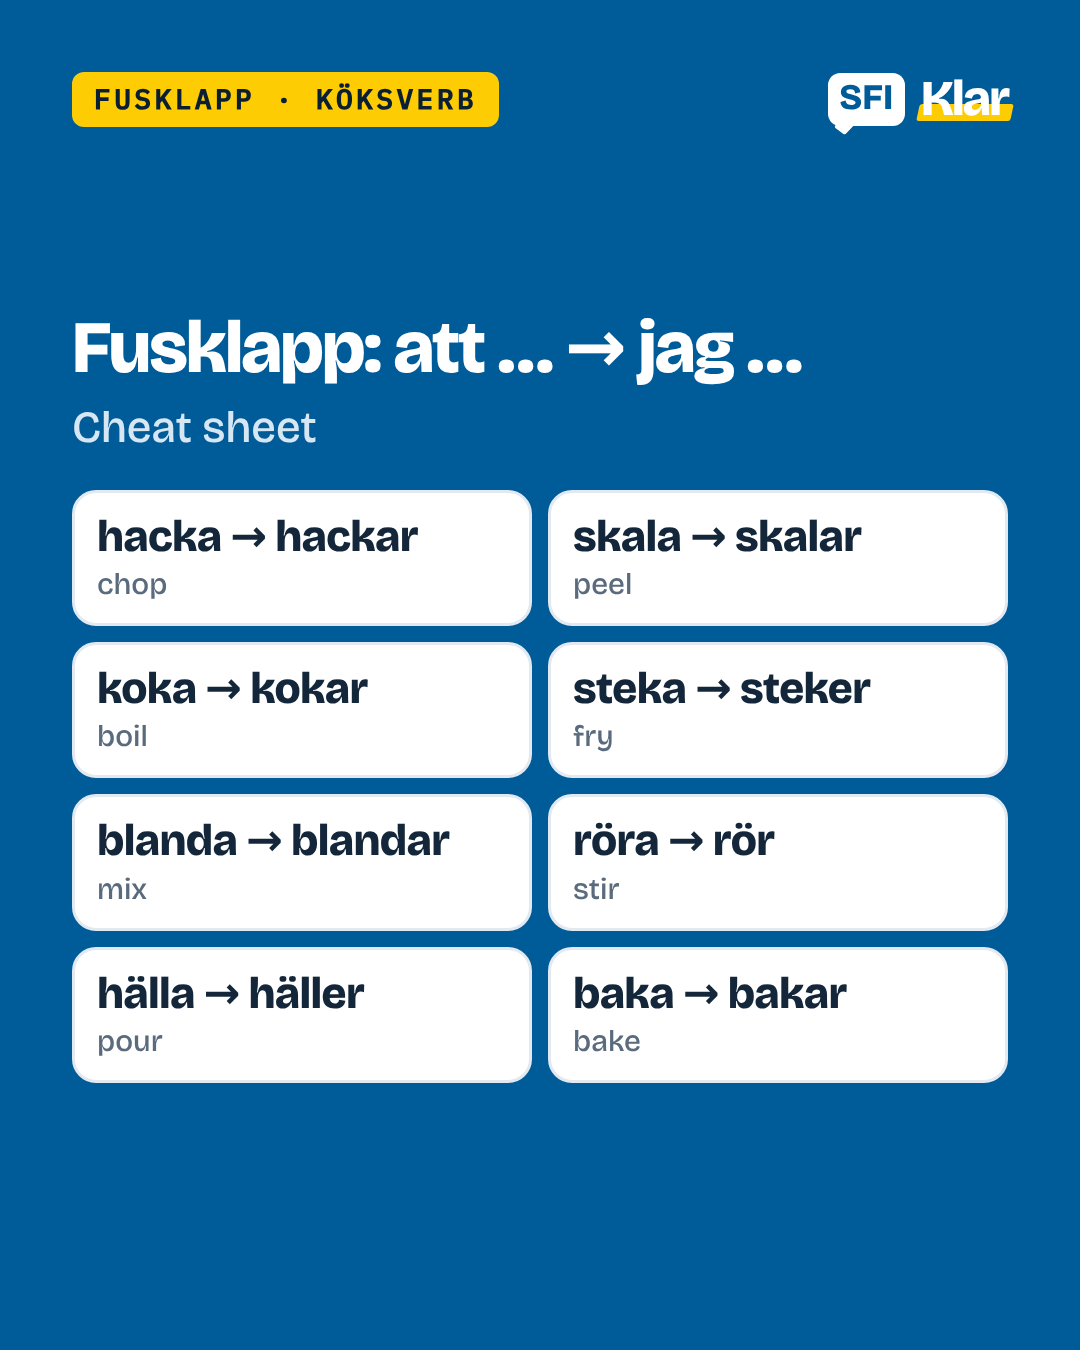 FUSKLAPP · KÖKSVERB
SFI Klar
Fusklapp: att ... → jag ...
Cheat sheet
hacka → hackar
chop
skala → skalar
peel
koka → kokar
boil
steka → steker
fry
blanda → blandar
mix
röra → rör
stir
hälla → häller
pour
baka → bakar
bake